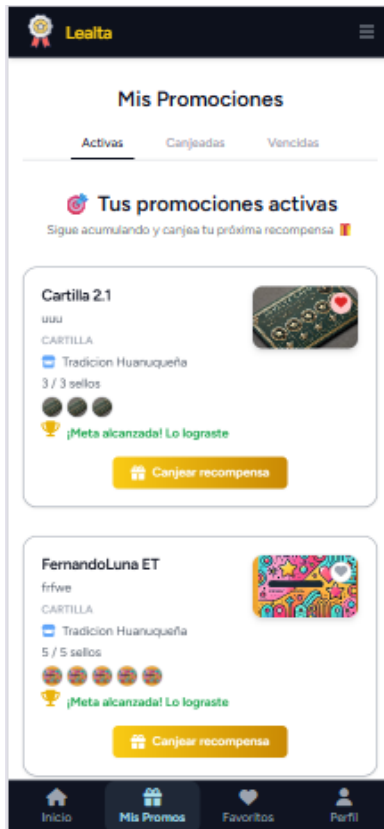 Lealta
Mis Promociones
Activas Canjeadas Vencidas
Tus promociones activas
Sigue acumulando y canjea tu próxima recompensa
Cartilla 2.1
uuu
CARTILLA
Tradicion Huanuqueña
3 / 3 sellos
¡Meta alcanzada! Lo lograste
Canjear recompensa
FernandoLuna ET
frfwe
CARTILLA
Tradicion Huanuqueña
5 / 5 sellos
¡Meta alcanzada! Lo lograste
Canjear recompensa
Inicio Mis Promos Favoritos Perfil